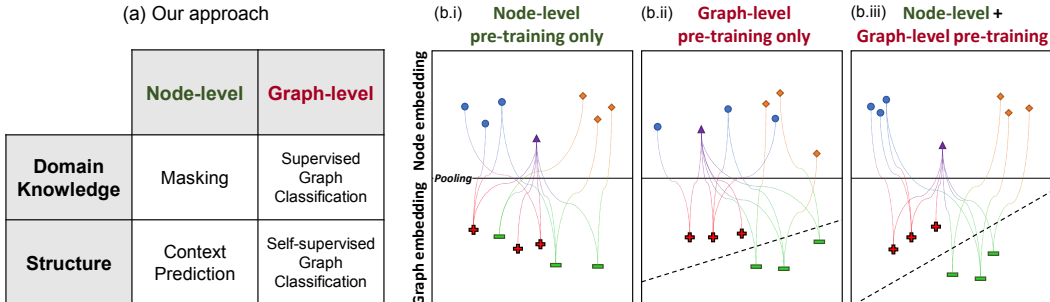 (a) Our approach
Node-level
Graph-level
Domain
Knowledge
Masking
Supervised
Graph
Classification
Structure
Context
Prediction
Self-supervised
Graph
Classification
(b.i)
Node-level
pre-training only
(b.ii)
Graph-level
pre-training only
(b.iii)
Node-level +
Graph-level pre-training
Node embedding
Pooling
Graph embedding